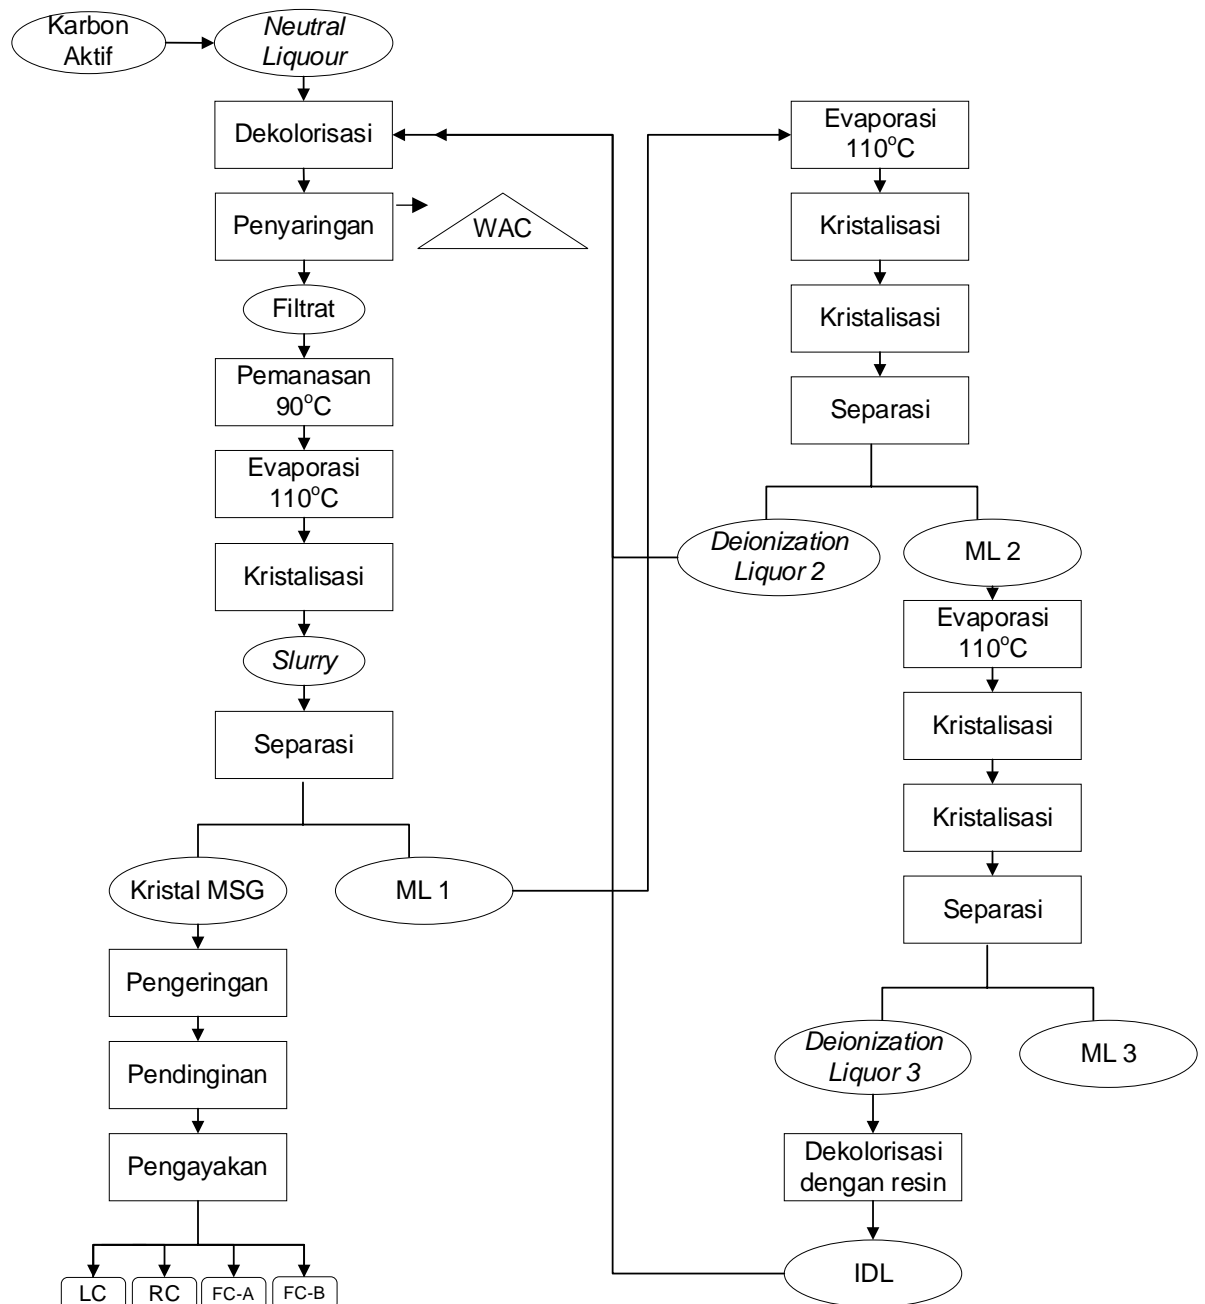 Karbon
Aktif
Neutral
Liquour
Dekolorisasi
Penyaringan
WAC
Filtrat
Pemanasan
90°C
Evaporasi
110°C
Kristalisasi
Slurry
Separasi
Kristal MSG
ML 1
Pengeringan
Pendinginan
Pengayakan
LC
RC
FC-A
FC-B
Evaporasi
110°C
Kristalisasi
Kristalisasi
Separasi
Deionization
Liquor 2
ML 2
Evaporasi
110°C
Kristalisasi
Kristalisasi
Separasi
Deionization
Liquor 3
ML 3
Dekolorisasi
dengan resin
IDL